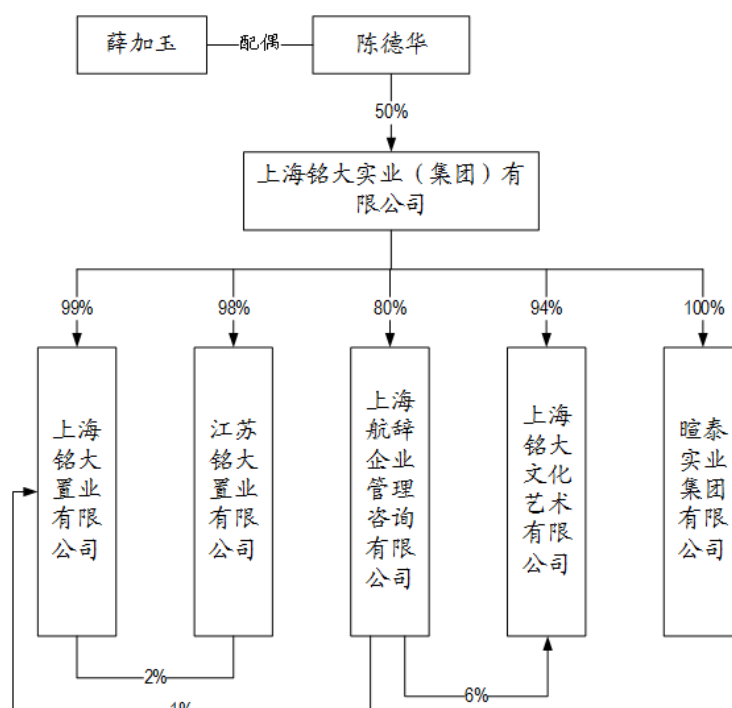 薛加玉
配偶
陈德华
50%
上海铭大实业（集团）有
限公司
99%
98%
80%
94%
100%
上海
铭大
置业
有限
公司
江苏
铭大
置业
有限
公司
上海
航辞
企业
管理
咨询
有限
公司
上海
铭大
文化
艺术
有限
公司
暄泰
实业
集团
有限
公司
2%
6%
1%